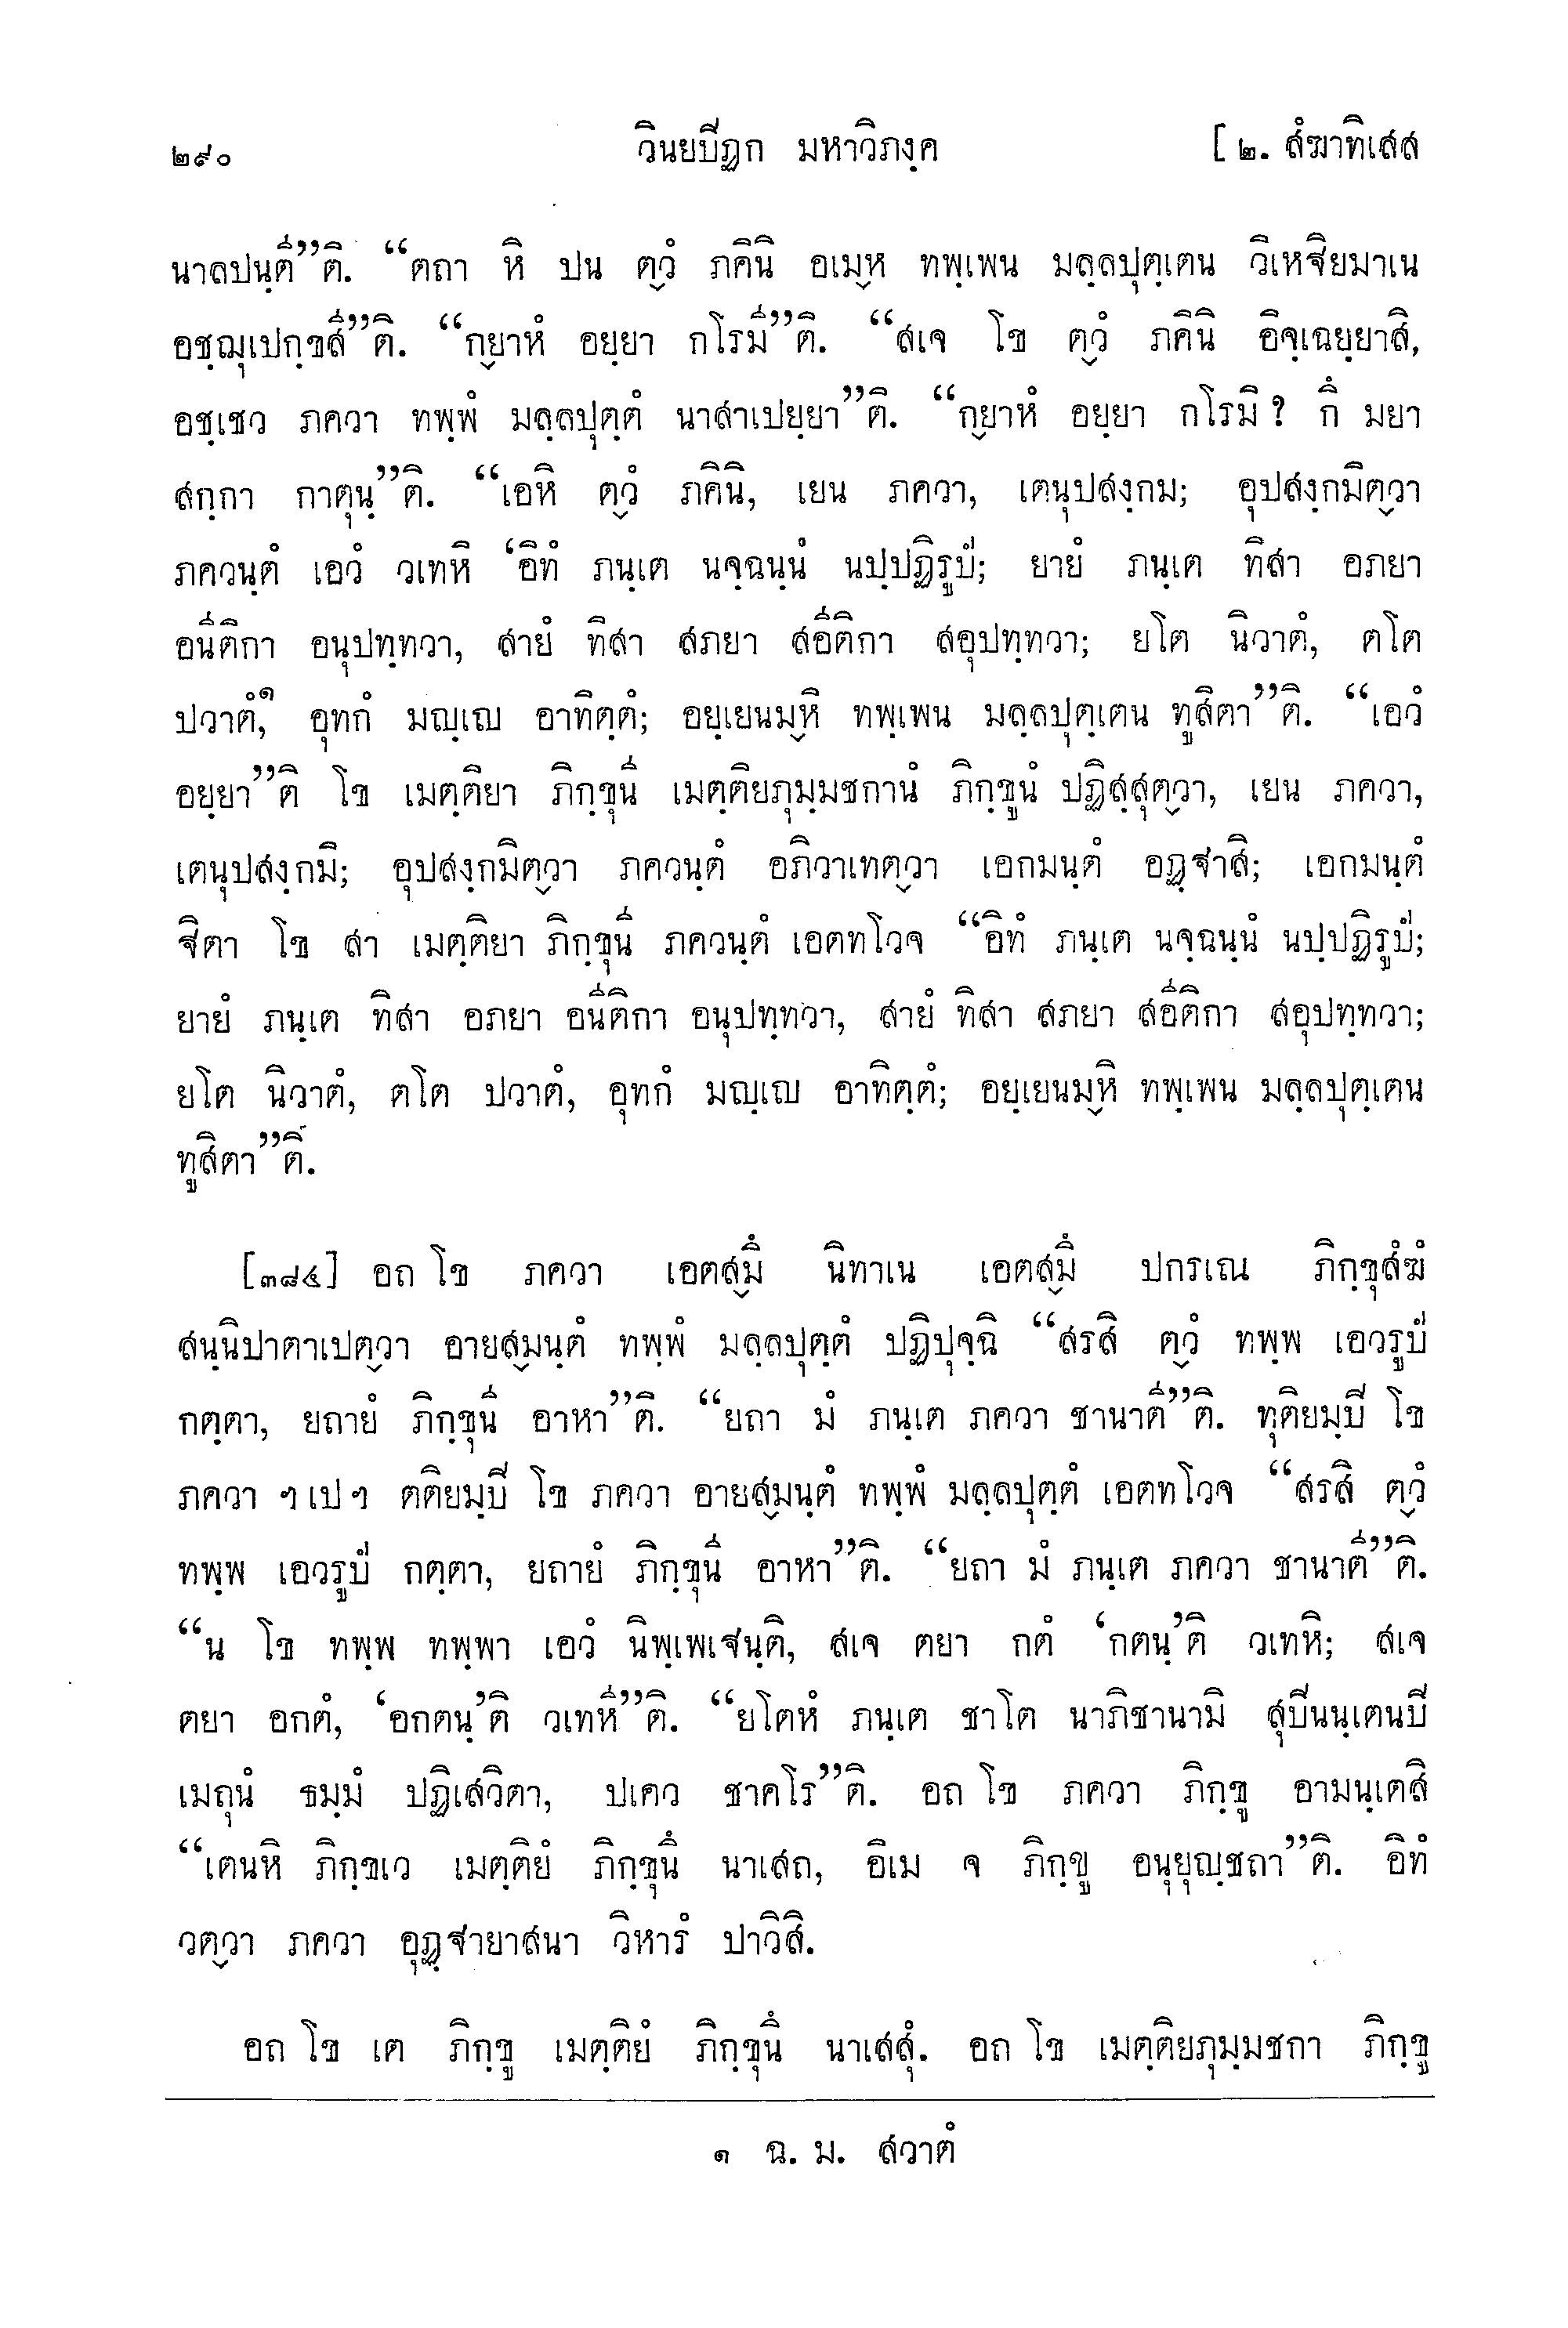 ๒๙๐ วินยปีฏก มหาวิภงฺค [ ๒. สํฆาทิเสส
นาลปนฺตี”ติ. “ตถา หิ ปน ตฺวํ ภคินิ อเมฺห ทพฺเพน มลฺลปุตฺเตน วิเหฐิยมาเน
อชฺฌุเปกฺขสี”ติ. “กฺยาหํ อยฺยา กโรมี”ติ. “สเจ โข ตฺวํ ภคินิ อิจฺเฉยฺยาสิ,
อชฺเชว ภควา ทพฺพํ มลฺลปุตฺตํ นาสาเปยฺยา”ติ. “กฺยาหํ อยฺยา กโรมิ ? กึ มยา
สกฺกา กาตุนฺ”ติ. “เอหิ ตฺวํ ภคินิ, เยน ภควา, เตนุปสงฺกม; อุปสงฺกมิตฺวา
ภควนฺตํ เอวํ วเทหิ ‘อิทํ ภนฺเต นจฺฉนฺนํ นปฺปฏิรูปํ; ยายํ ภนฺเต ทิสา อภยา
อนีติกา อนุปทฺทวา, สายํ ทิสา สภยา สอีติกา สอุปทฺทวา; ยโต นิวาตํ, ตโต
ปวาตํ,๑ อุทกํ มญฺเญ อาทิตฺตํ; อยฺเยนมฺหิ ทพฺเพน มลฺลปุตฺเตน ทูสิตา”ติ. “เอวํ
อยฺยา”ติ โข เมตฺติยา ภิกฺขุนี เมตฺติยภุมฺมชกานํ ภิกฺขูนํ ปฏิสฺสุตฺวา, เยน ภควา,
เตนุปสงฺกมิ; อุปสงฺกมิตฺวา ภควนฺตํ อภิวาเทตฺวา เอกมนฺตํ อฏฺฐาสิ; เอกมนฺตํ
ฐิตา โข สา เมตฺติยา ภิกฺขุนี ภควนฺตํ เอตทโวจ “อิทํ ภนฺเต นจฺฉนฺนํ นปฺปฏิรูปํ;
ยายํ ภนฺเต ทิสา อภยา อนีติกา อนุปทฺทวา, สายํ ทิสา สภยา สอีติกา สอุปทฺทวา;
ยโต นิวาตํ, ตโต ปวาตํ, อุทกํ มญฺเญ อาทิตฺตํ; อยฺเยนมฺหิ ทพฺเพน มลฺลปุตฺเตน
ทูสิตา”ติ.
[๓๘๔] อถ โข ภควา เอตสฺมึ นิทาเน เอตสฺมึ ปกรเณ ภิกฺขุสํฆํ
สนฺนิปาตาเปตฺวา อายสฺมนฺตํ ทพฺพํ มลฺลปุตฺตํ ปฏิปุจฺฉิ “สรสิ ตฺวํ ทพฺพ เอวรูปํ
กตฺตา, ยถายํ ภิกฺขุนี อาหา”ติ. “ยถา มํ ภนฺเต ภควา ชานาตี”ติ. ทุติยมฺปี โข
ภควา ฯ เป ฯ ตติยมฺปี โข ภควา อายสฺมนฺตํ ทพฺพํ มลฺลปุตฺตํ เอตทโวจ “สรสิ ตฺวํ
ทพฺพ เอวรูปํ กตฺตา, ยถายํ ภิกฺขุนี อาหา”ติ. “ยถา มํ ภนฺเต ภควา ชานาตี”ติ.
“น โข ทพฺพ ทพฺพา เอวํ นิพฺเพเฐนฺติ, สเจ ตยา กตํ ‘กตนฺ’ติ วเทหิ; สเจ
ตยา อกตํ, ‘อกตนฺ’ติ วเทหี”ติ. “ยโตหํ ภนฺเต ชาโต นาภิชานามิ สุปีนนฺเตนปี
เมถุนํ ธมฺมํ ปฏิเสวิตา, ปเคว ชาคโร”ติ. อถ โข ภควา ภิกฺขู อามนฺเตสิ
“เตนหิ ภิกฺขเว เมตฺติยํ ภิกฺขุนึ นาเสถ, อิเม จ ภิกฺขู อนุยุญฺชถา”ติ. อิทํ
วตฺวา ภควา อุฏฺฐายาสนา วิหารํ ปาวิสิ.
อถ โข เต ภิกฺขู เมตฺติยํ ภิกฺขุนึ นาเสสุํ. อถ โข เมตฺติยภุมฺมชกา ภิกฺขู
๑ ฉ. ม. สวาตํ